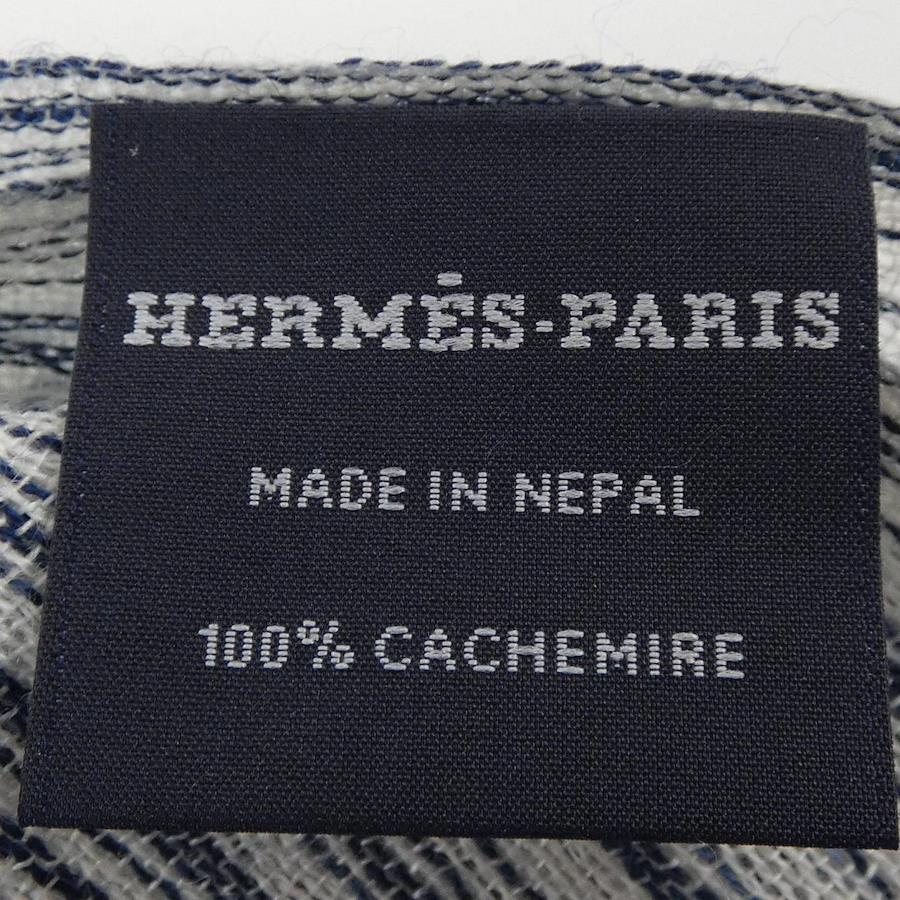 HERMÈS-PARIS
MADE IN NEPAL
100% CACHEMIRE